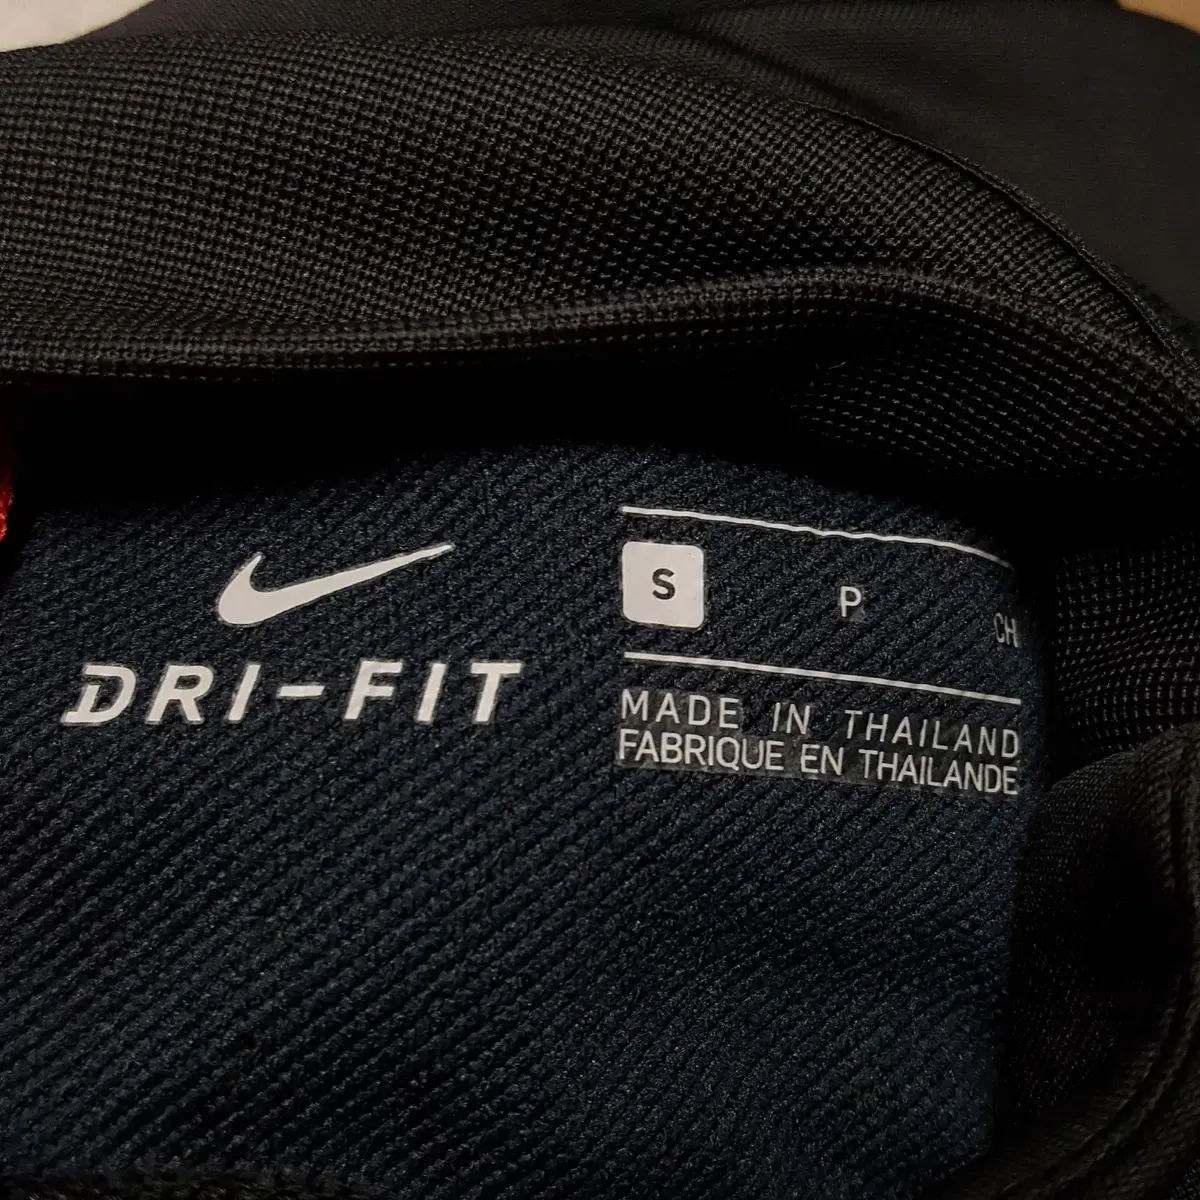 DRI-FIT
S P CH
MADE IN THAILAND
FABRIQUE EN THAILANDE